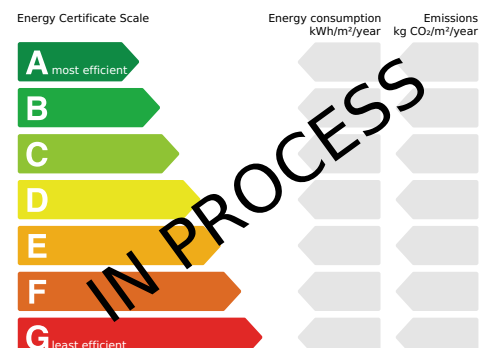 Energy Certificate Scale
Energy consumption
kWh/m²/year
Emissions
kg CO₂/m²/year
A most efficient
B
C
D
E
F
G least efficient
IN PROCESS